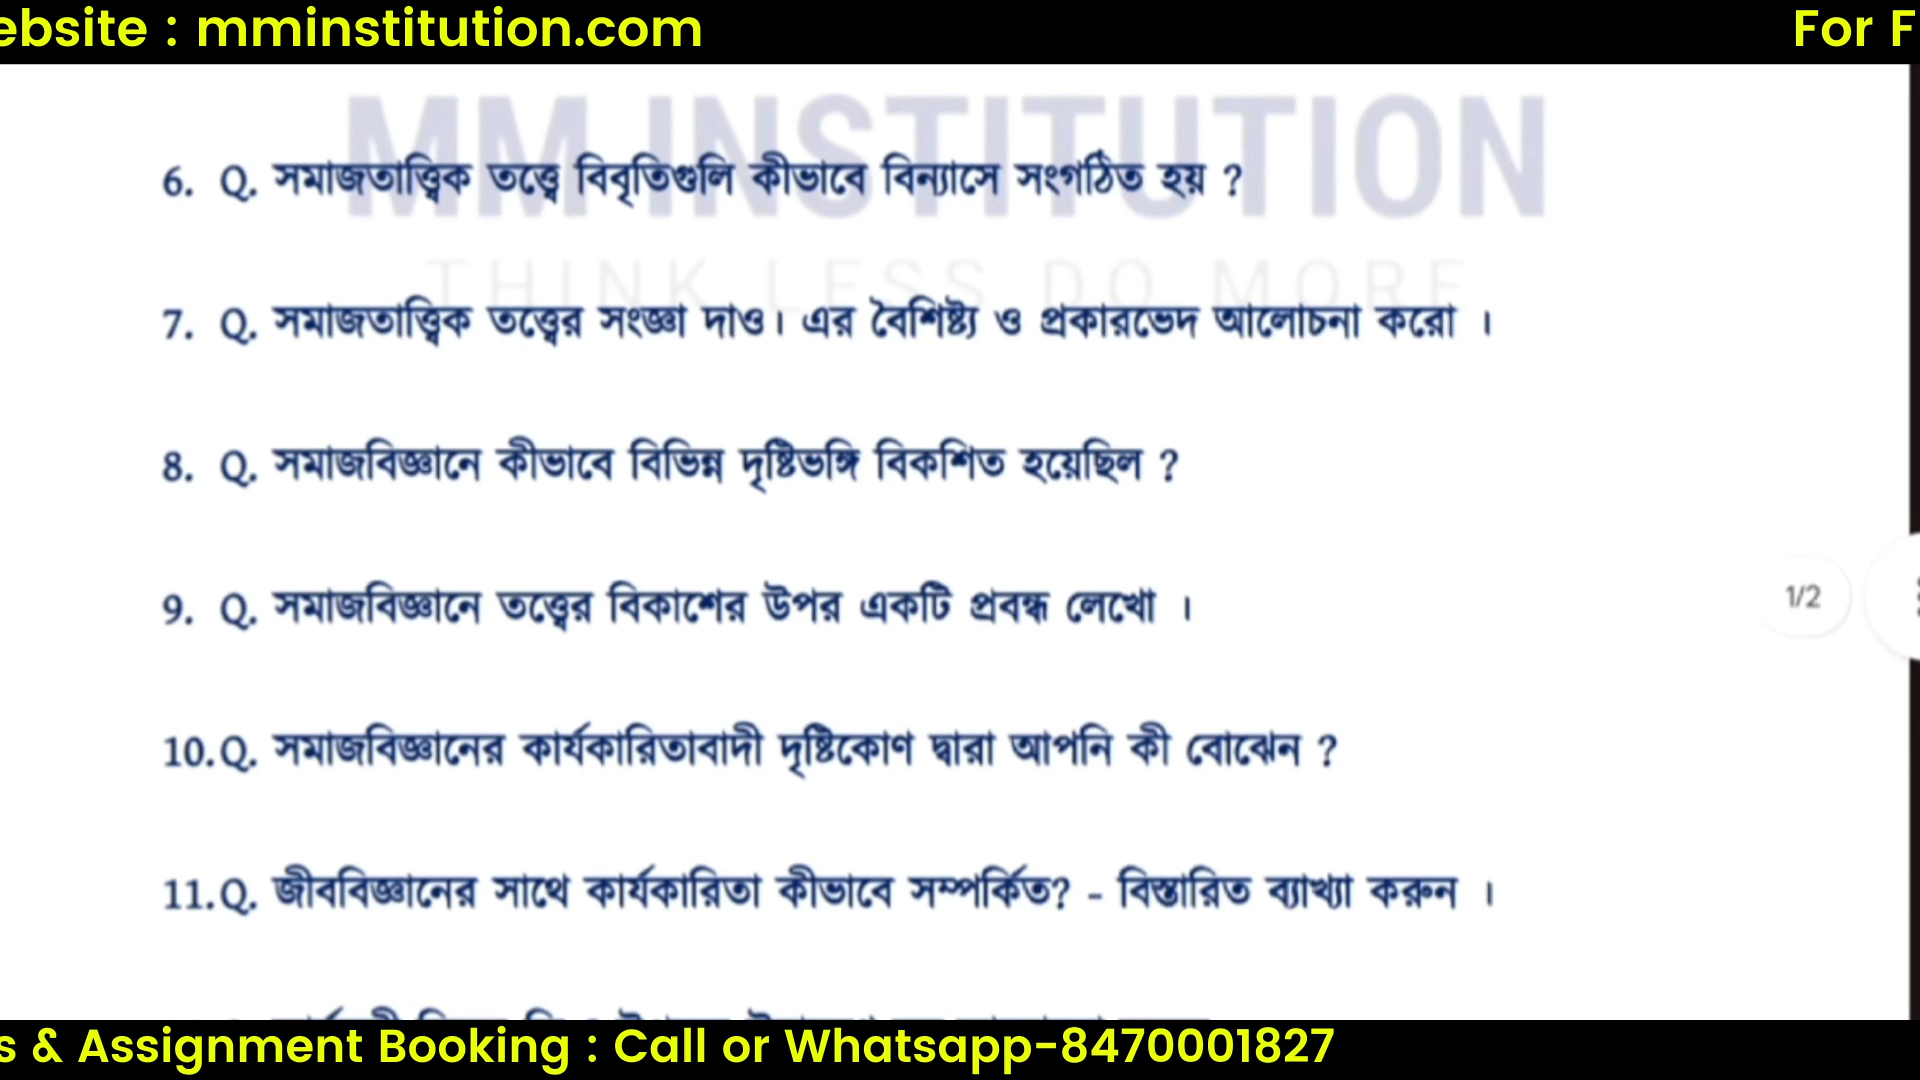 ebsite : mminstitution.com For F
MM INSTITUTION
THINK LESS DO MORE
6. Q. সমাজতাত্ত্বিক তত্ত্বে বিবৃতিগুলি কীভাবে বিন্যাসে সংগঠিত হয় ?
7. Q. সমাজতাত্ত্বিক তত্ত্বের সংজ্ঞা দাও। এর বৈশিষ্ট্য ও প্রকারভেদ আলোচনা করো ।
8. Q. সমাজবিজ্ঞানে কীভাবে বিভিন্ন দৃষ্টিভঙ্গি বিকশিত হয়েছিল ?
9. Q. সমাজবিজ্ঞানে তত্ত্বের বিকাশের উপর একটি প্রবন্ধ লেখো ।
1/2
10.Q. সমাজবিজ্ঞানের কার্যকারিতাবাদী দৃষ্টিকোণ দ্বারা আপনি কী বোঝেন ?
11.Q. জীববিজ্ঞানের সাথে কার্যকারিতা কীভাবে সম্পর্কিত? - বিস্তারিত ব্যাখ্যা করুন ।
s & Assignment Booking : Call or Whatsapp-8470001827